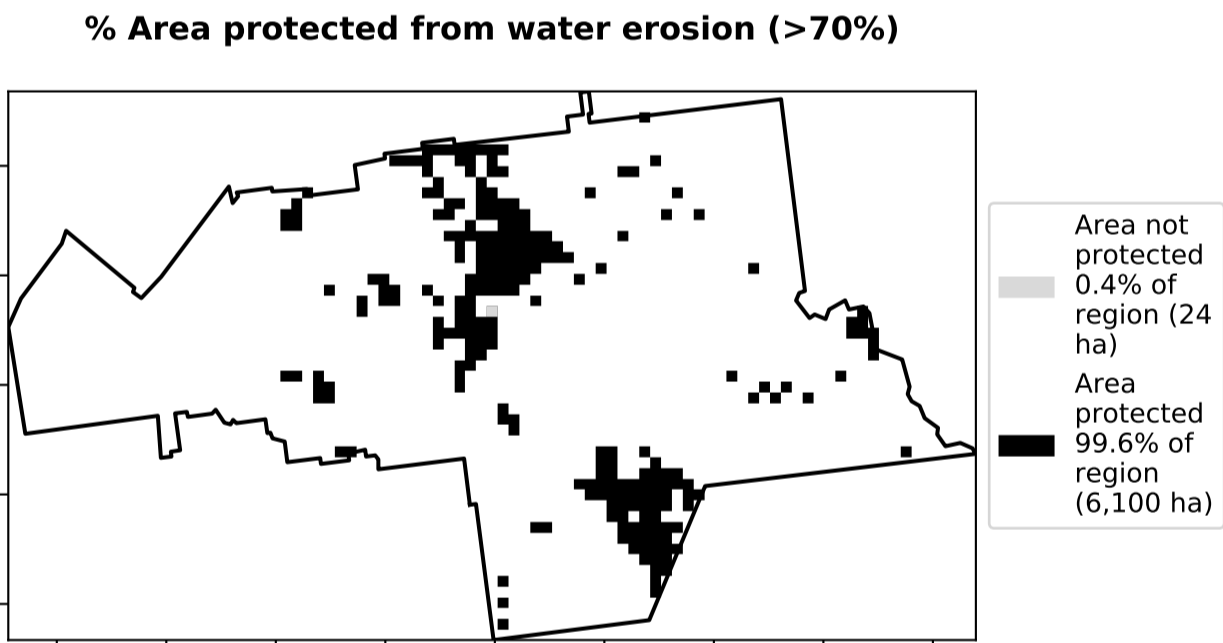 % Area protected from water erosion (>70%)
Area not
protected
0.4% of
region (24
ha)
Area
protected
99.6% of
region
(6,100 ha)